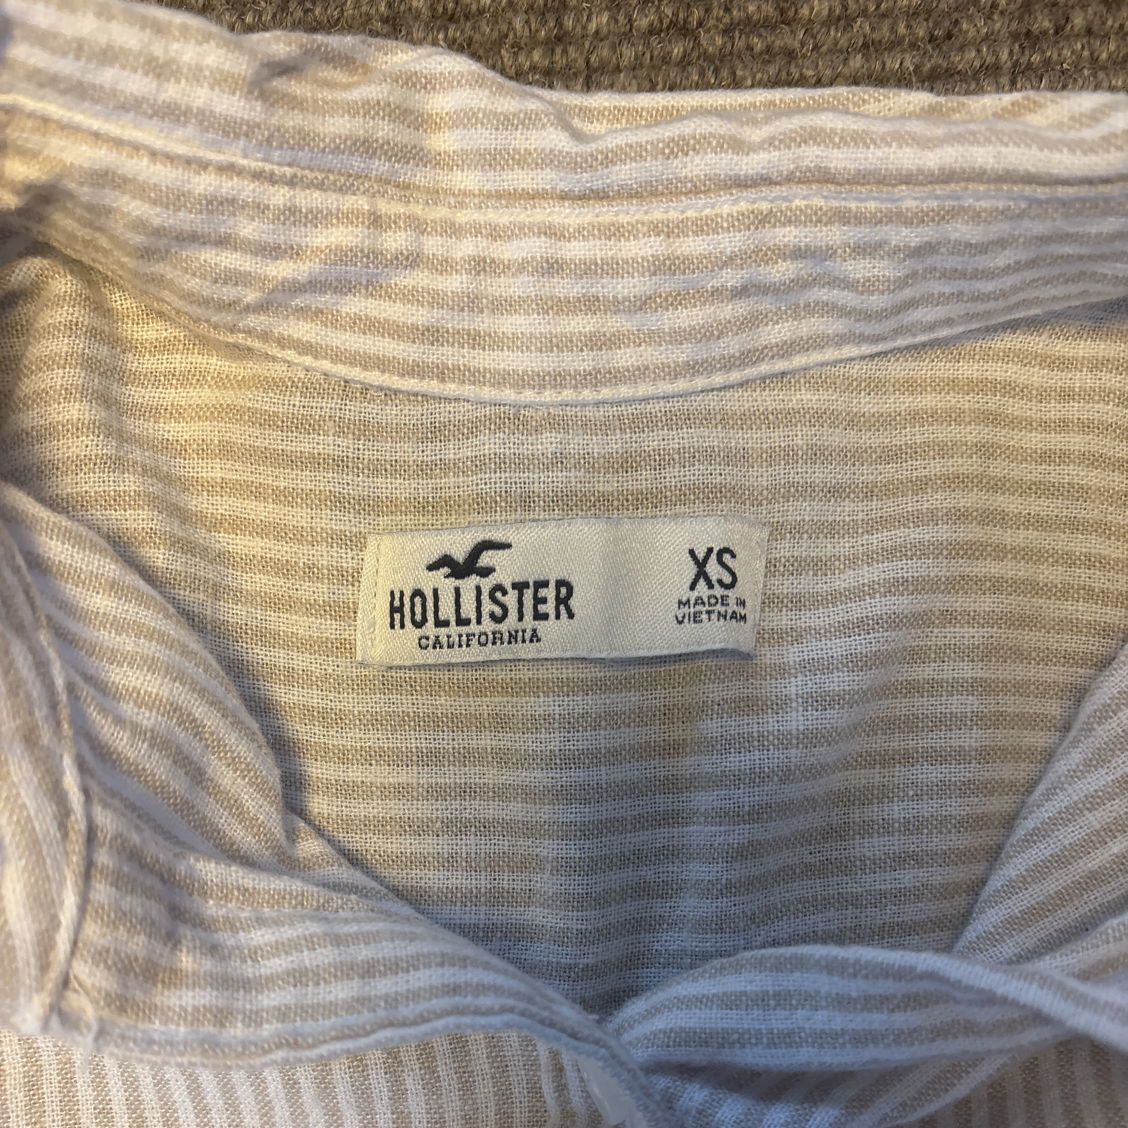 HOLLISTER
CALIFORNIA
XS
MADE IN
VIETNAM